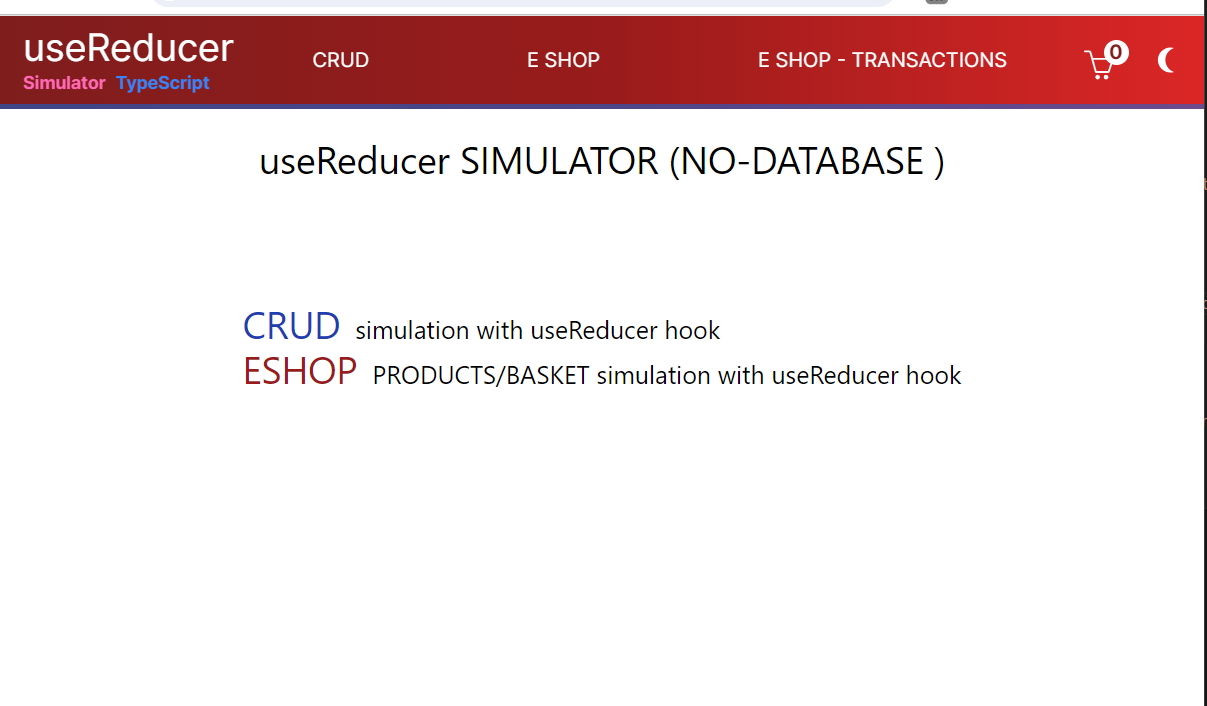 useReducer
Simulator TypeScript
CRUD
E SHOP
E SHOP - TRANSACTIONS
0
useReducer SIMULATOR (NO-DATABASE )
CRUD simulation with useReducer hook
ESHOP PRODUCTS/BASKET simulation with useReducer hook